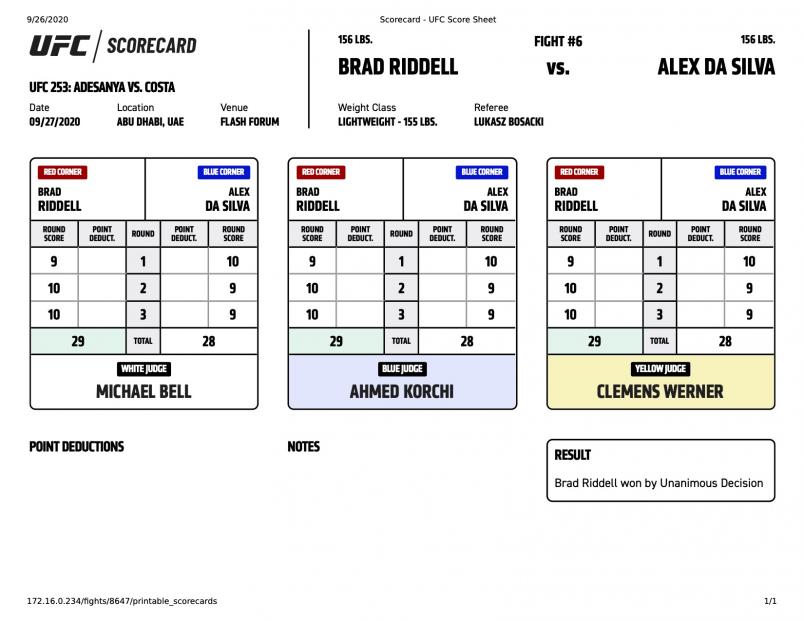 9/26/2020 Scorecard - UFC Score Sheet
UFC / SCORECARD
UFC 253: ADESANYA VS. COSTA
Date Location Venue
09/27/2020 ABU DHABI, UAE FLASH FORUM
156 LBS. FIGHT #6 156 LBS.
BRAD RIDDELL vs. ALEX DA SILVA
Weight Class Referee
LIGHTWEIGHT - 155 LBS. LUKASZ BOSACKI
RED CORNER BLUE CORNER
BRAD ALEX
RIDDELL DA SILVA
ROUND POINT ROUND POINT ROUND
SCORE DEDUCT. DEDUCT. SCORE
9 1 10
10 2 9
10 3 9
29 TOTAL 28
WHITE JUDGE
MICHAEL BELL
RED CORNER BLUE CORNER
BRAD ALEX
RIDDELL DA SILVA
ROUND POINT ROUND POINT ROUND
SCORE DEDUCT. DEDUCT. SCORE
9 1 10
10 2 9
10 3 9
29 TOTAL 28
BLUE JUDGE
AHMED KORCHI
RED CORNER BLUE CORNER
BRAD ALEX
RIDDELL DA SILVA
ROUND POINT ROUND POINT ROUND
SCORE DEDUCT. DEDUCT. SCORE
9 1 10
10 2 9
10 3 9
29 TOTAL 28
YELLOW JUDGE
CLEMENS WERNER
POINT DEDUCTIONS
NOTES
RESULT
Brad Riddell won by Unanimous Decision
172.16.0.234/fights/8647/printable_scorecards 1/1